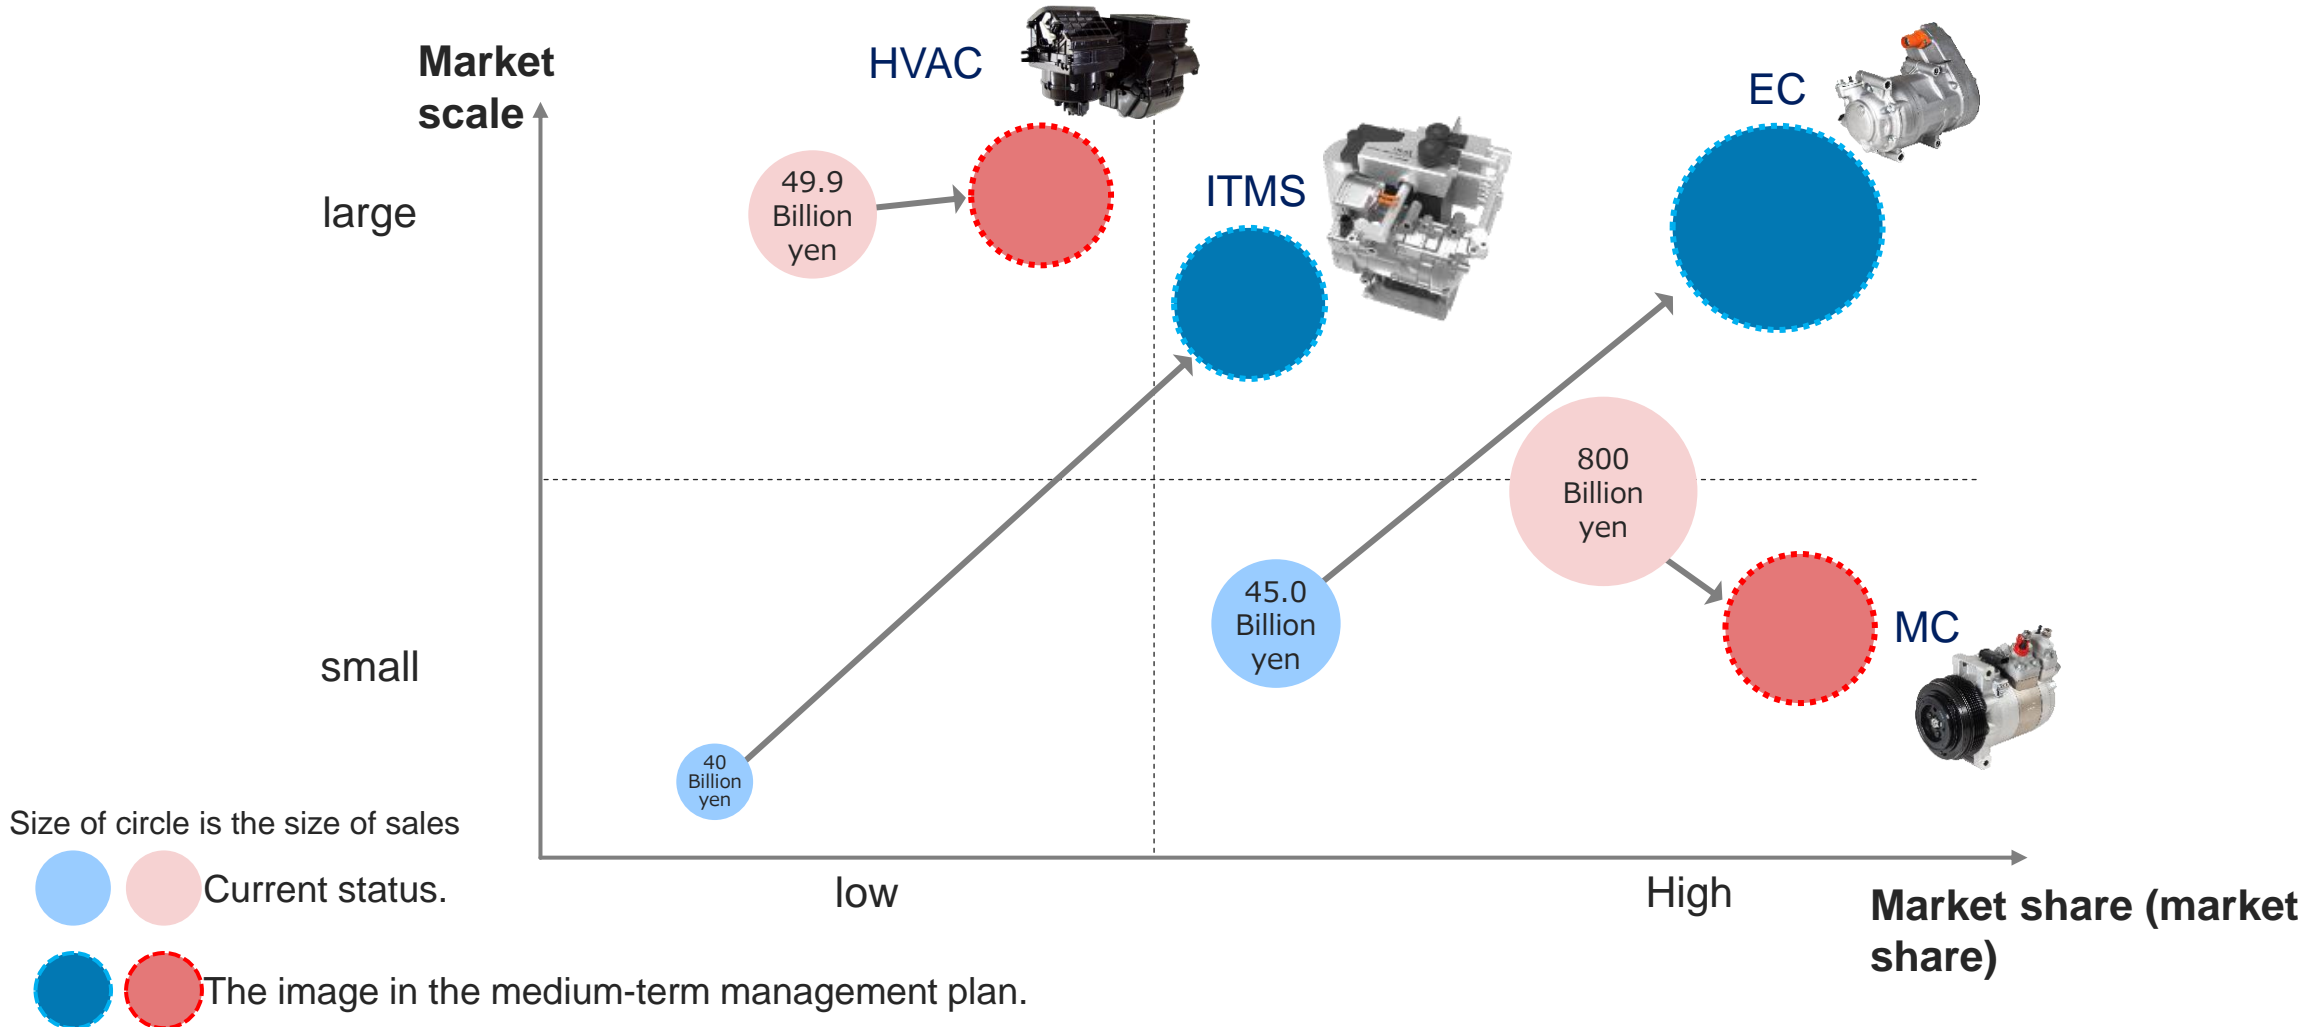 Market
scale
HVAC
EC
ITMS
large
49.9
Billion
yen
800
Billion
yen
45.0
Billion
yen
MC
small
40
Billion
yen
Size of circle is the size of sales
Current status.
low
High
Market share (market
share)
The image in the medium-term management plan.